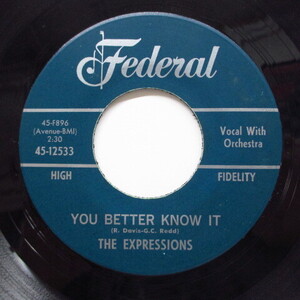 Federal
45-F896
(Avenue-BMI)
2:30
45-12533
Vocal With
Orchestra
HIGH
FIDELITY
YOU BETTER KNOW IT
(R. Davis-G.C. Redd)
THE EXPRESSIONS